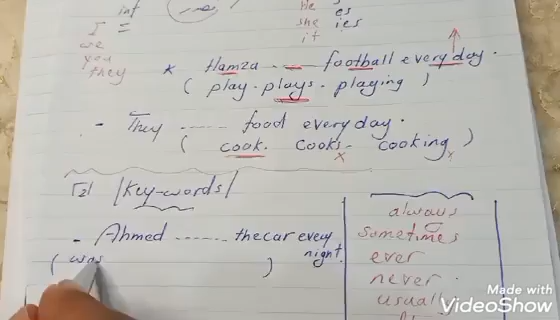 inf
He
es
I =
she
ies
we
it
you
they
* Hamza ...... football every day.
( play - plays - playing )
- They ........ food every day.
( cook. cooks x - cooking x
2 | Key-words |
always
- Ahmed ........ the car every night.
sometimes
( was )
ever
never
usuall
Made with
VideoShow